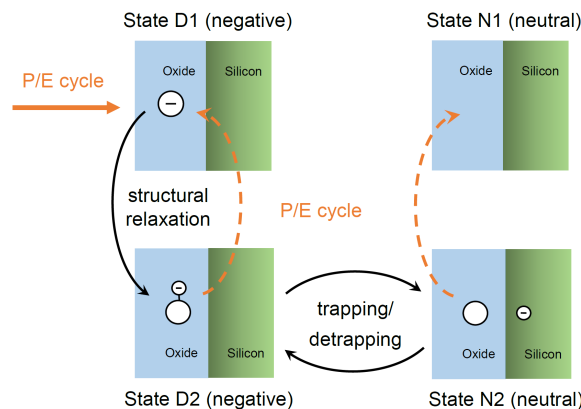 State D1 (negative)
State N1 (neutral)
P/E cycle
Oxide
Silicon
Oxide
Silicon
−
structural
relaxation
P/E cycle
−
trapping/
detrapping
−
Oxide
Silicon
Oxide
Silicon
State D2 (negative)
State N2 (neutral)